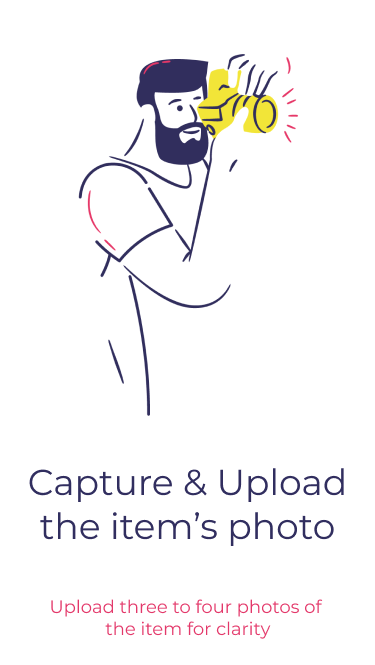 Capture & Upload
the item’s photo
Upload three to four photos of
the item for clarity